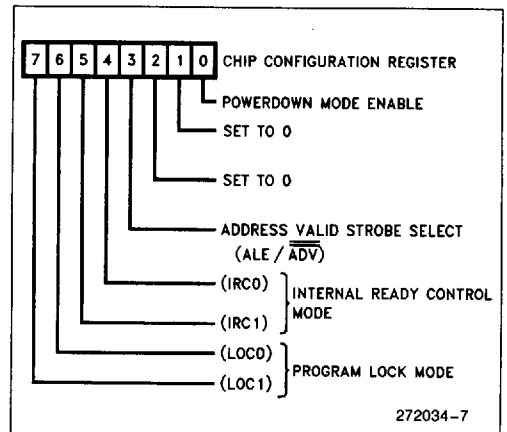 7 6 5 4 3 2 1 0 CHIP CONFIGURATION REGISTER
POWERDOWN MODE ENABLE
SET TO 0
SET TO 0
ADDRESS VALID STROBE SELECT
(ALE / ADV)
(IRC0)
INTERNAL READY CONTROL
MODE
(IRC1)
(LOC0)
PROGRAM LOCK MODE
(LOC1)
272034-7